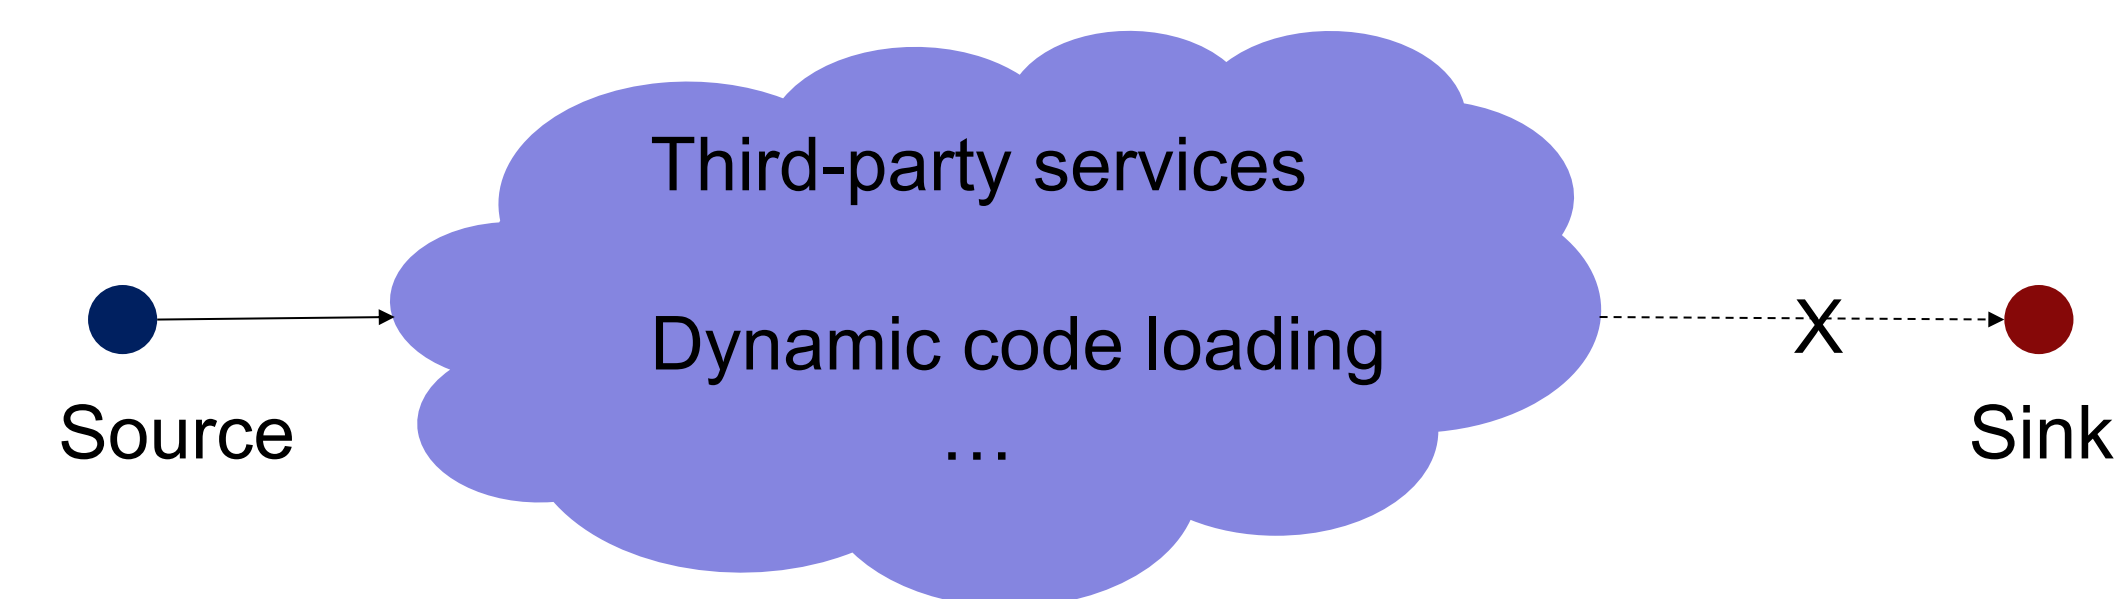 Third-party services
Dynamic code loading
X
Source
Sink
…